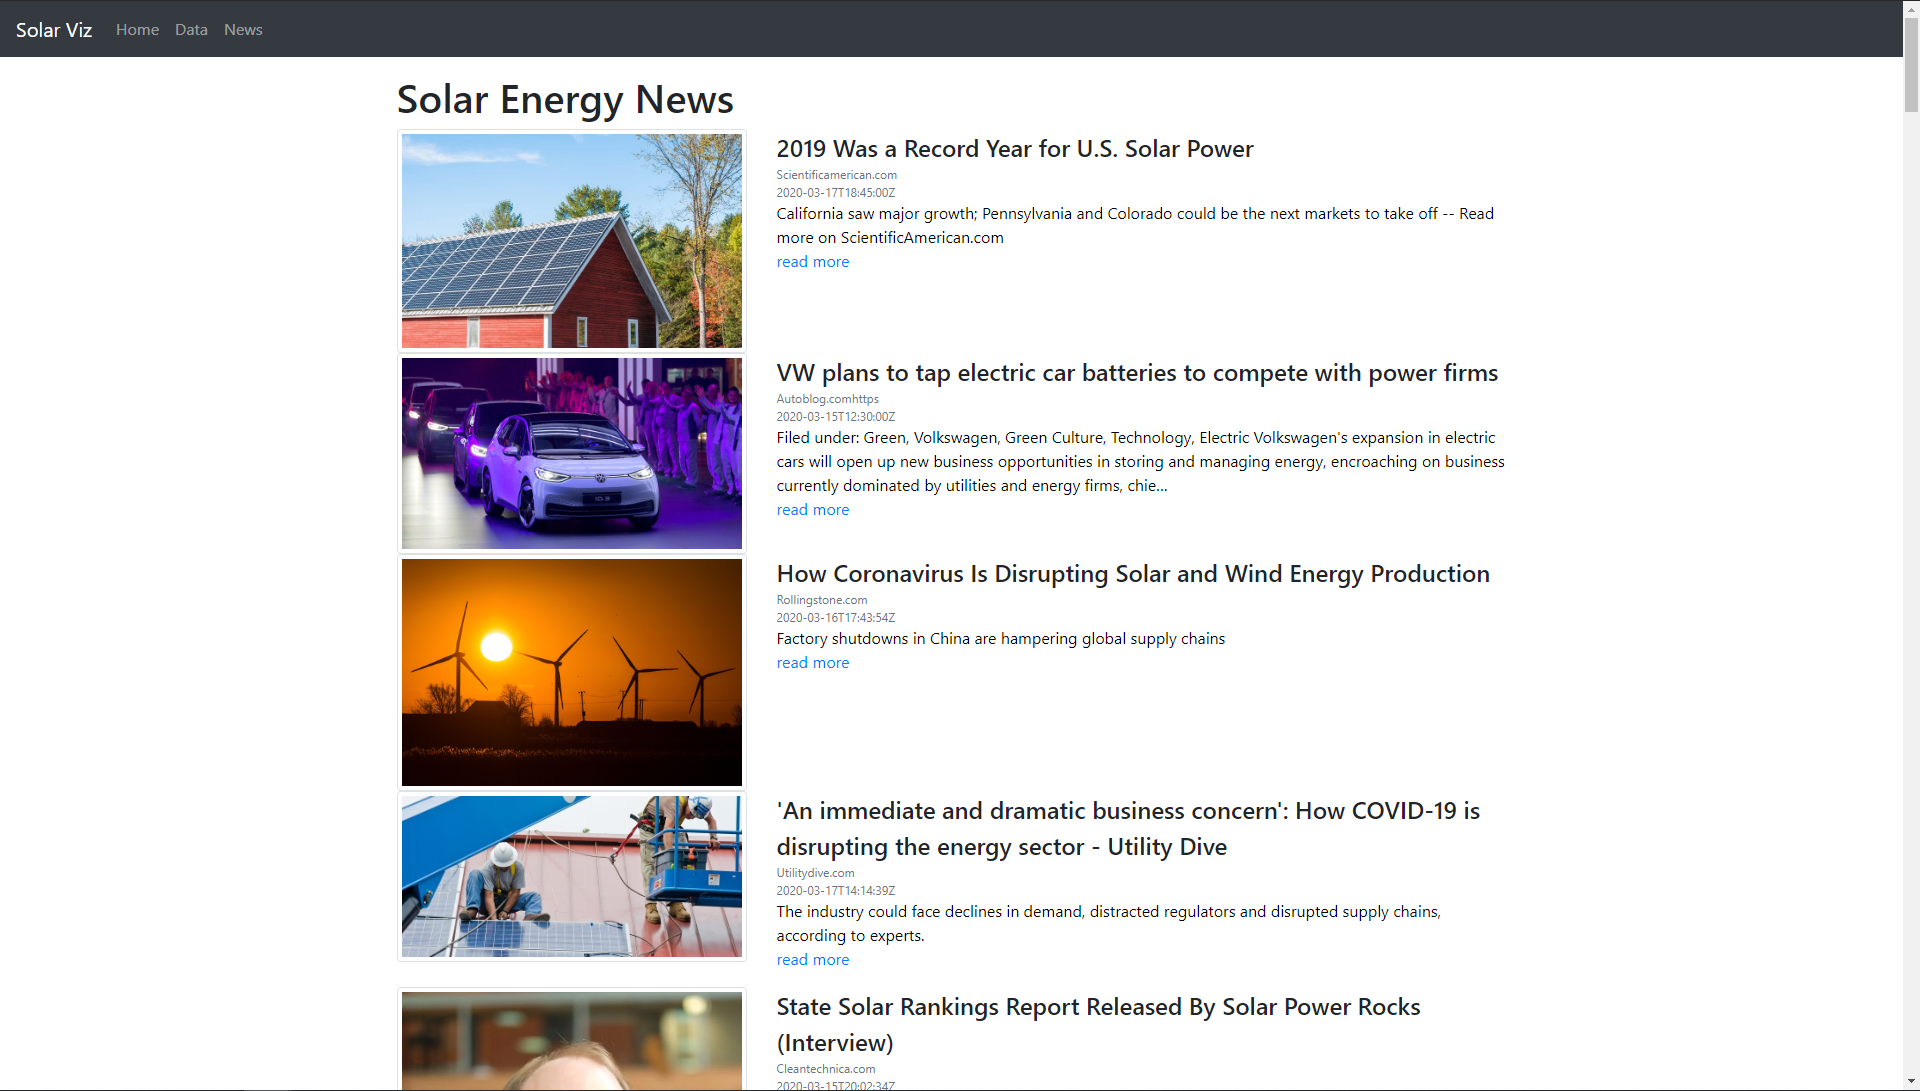 Solar Viz Home Data News
Solar Energy News
2019 Was a Record Year for U.S. Solar Power
Scientificamerican.com
2020-03-17T18:45:00Z
California saw major growth; Pennsylvania and Colorado could be the next markets to take off -- Read
more on ScientificAmerican.com
read more
VW plans to tap electric car batteries to compete with power firms
Autoblog.comhttps
2020-03-15T12:30:00Z
Filed under: Green, Volkswagen, Green Culture, Technology, Electric Volkswagen's expansion in electric
cars will open up new business opportunities in storing and managing energy, encroaching on business
currently dominated by utilities and energy firms, chie...
read more
How Coronavirus Is Disrupting Solar and Wind Energy Production
Rollingstone.com
2020-03-16T17:43:54Z
Factory shutdowns in China are hampering global supply chains
read more
'An immediate and dramatic business concern': How COVID-19 is
disrupting the energy sector - Utility Dive
Utilitydive.com
2020-03-17T14:14:39Z
The industry could face declines in demand, distracted regulators and disrupted supply chains,
according to experts.
read more
State Solar Rankings Report Released By Solar Power Rocks
(Interview)
Cleantechnica.com
2020-03-15T20:02:34Z